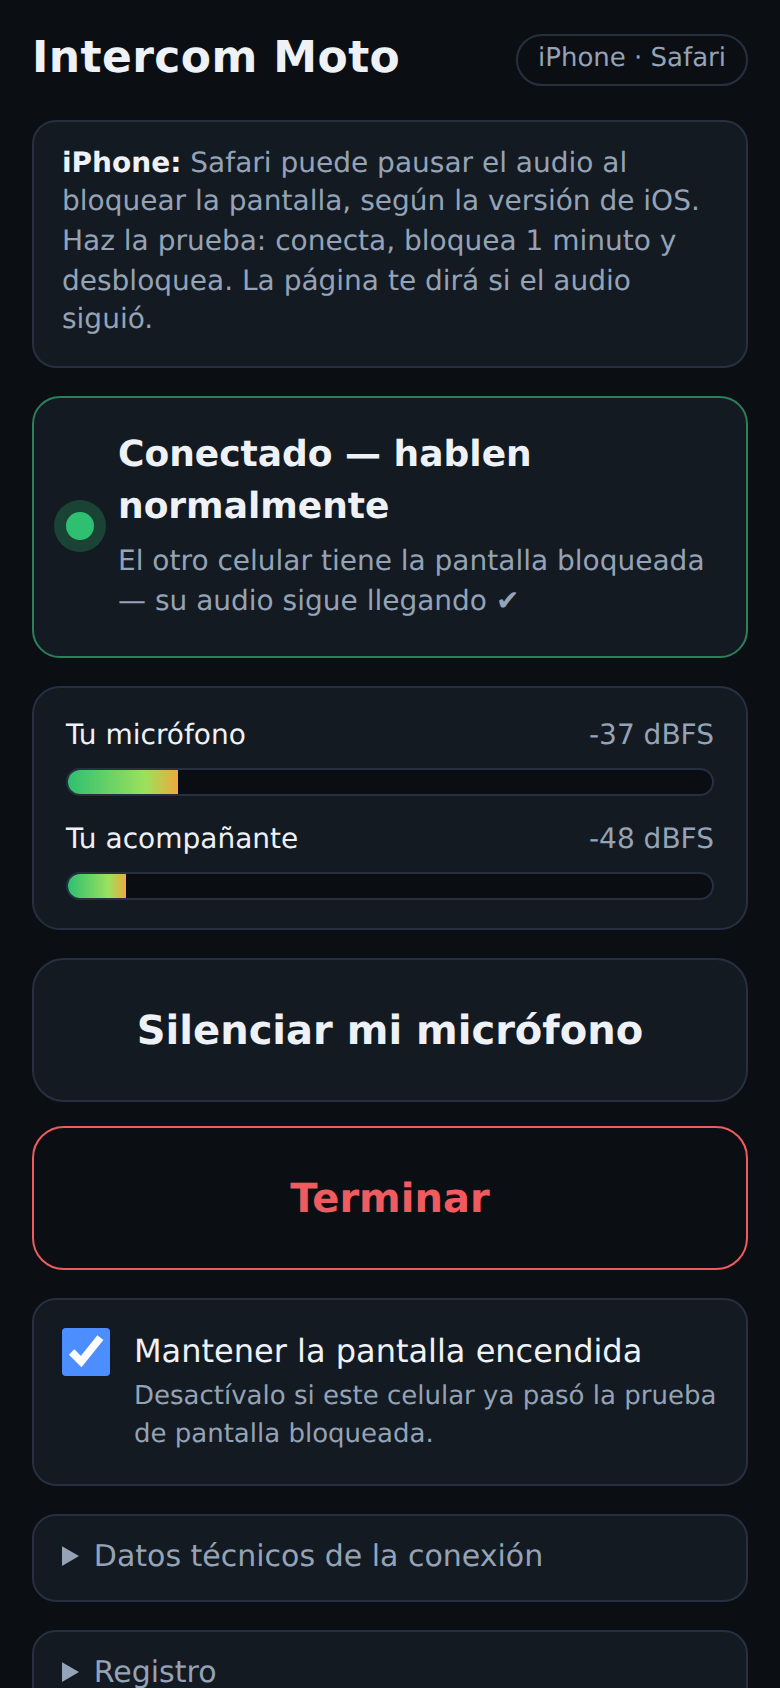 Intercom Moto
iPhone · Safari
iPhone: Safari puede pausar el audio al
bloquear la pantalla, según la versión de iOS.
Haz la prueba: conecta, bloquea 1 minuto y
desbloquea. La página te dirá si el audio
siguió.
Conectado — hablen
normalmente
El otro celular tiene la pantalla bloqueada
— su audio sigue llegando ✔
Tu micrófono
-37 dBFS
Tu acompañante
-48 dBFS
Silenciar mi micrófono
Terminar
Mantener la pantalla encendida
Desactívalo si este celular ya pasó la prueba
de pantalla bloqueada.
Datos técnicos de la conexión
Registro